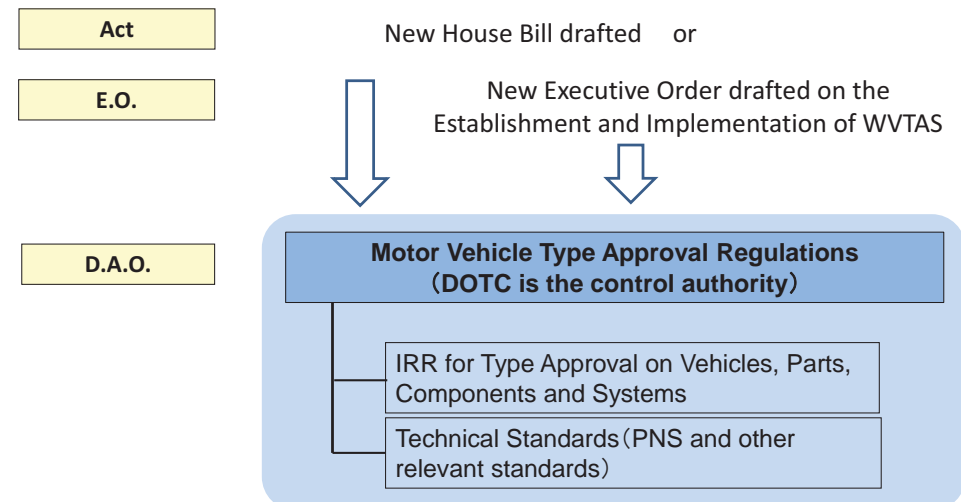 Act
New House Bill drafted or
E.O.
New Executive Order drafted on the
Establishment and Implementation of WVTAS
D.A.O.
Motor Vehicle Type Approval Regulations
（DOTC is the control authority）
IRR for Type Approval on Vehicles, Parts,
Components and Systems
Technical Standards（PNS and other
relevant standards）